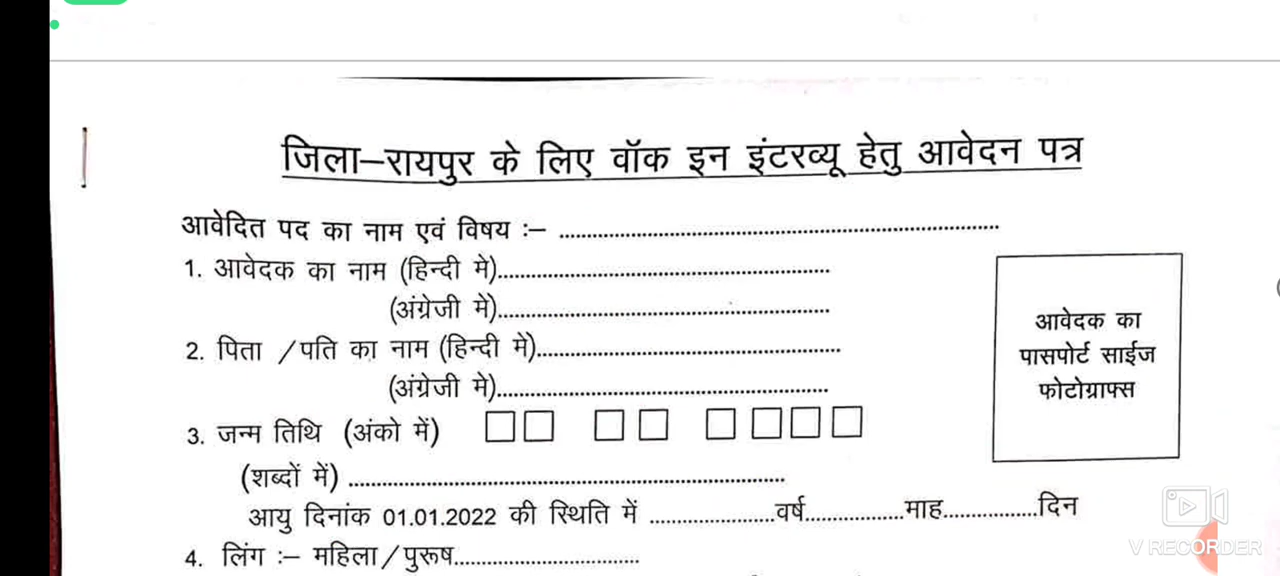 जिला–रायपुर के लिए वॉक इन इंटरव्यू हेतु आवेदन पत्र
आवेदित पद का नाम एवं विषय :– ......................................................................
1. आवेदक का नाम (हिन्दी मे)......................................................
(अंग्रेजी मे)......................................................
2. पिता / पति का नाम (हिन्दी मे)................................................
(अंग्रेजी मे)......................................................
आवेदक का
पासपोर्ट साईज
फोटोग्राफ्स
3. जन्म तिथि (अंको में) □□ □□ □□□□
(शब्दों में) ......................................................................
आयु दिनांक 01.01.2022 की स्थिति में ....................वर्ष................माह...............दिन
4. लिंग :– महिला / पुरूष..............................
V RECORDER